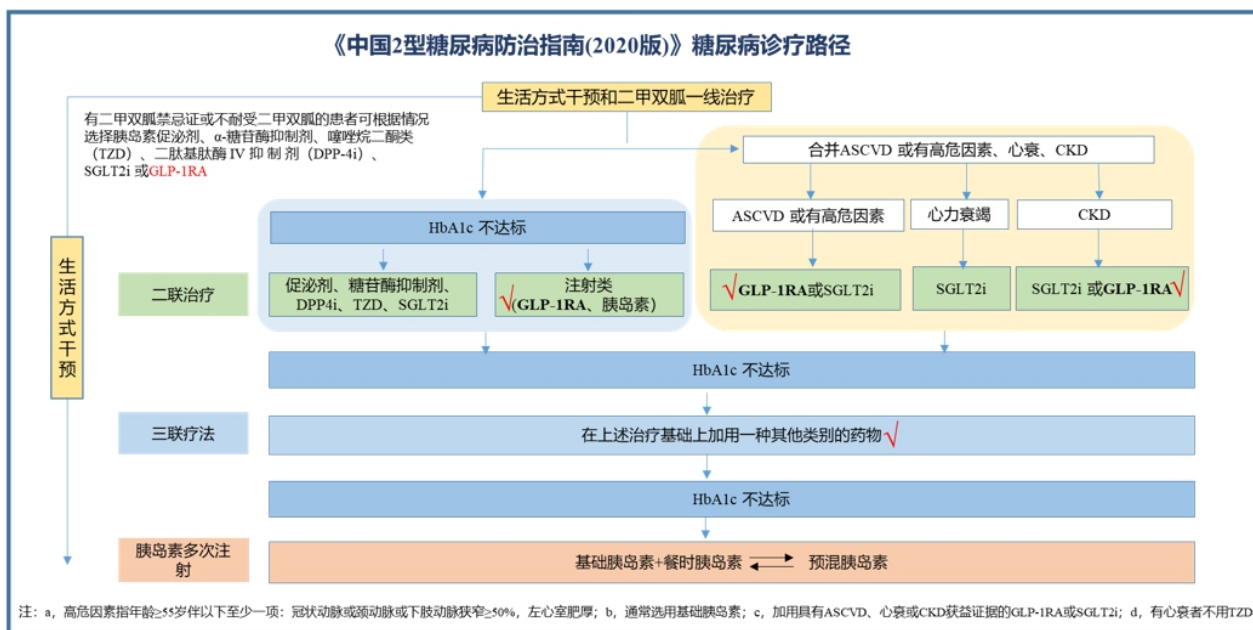 《中国2型糖尿病防治指南(2020版)》糖尿病诊疗路径
生活方式干预和二甲双胍一线治疗
有二甲双胍禁忌证或不耐受二甲双胍的患者可根据情况
选择胰岛素促泌剂、α-糖苷酶抑制剂、噻唑烷二酮类
（TZD）、二肽基肽酶 IV 抑 制 剂（DPP-4i）、
SGLT2i 或GLP-1RA
合并ASCVD 或有高危因素、心衰、CKD
ASCVD 或有高危因素
心力衰竭
CKD
HbA1c 不达标
生活方式干预
二联治疗
促泌剂、糖苷酶抑制剂、
DPP4i、TZD、SGLT2i
注射类
√(GLP-1RA、胰岛素）
√GLP-1RA或SGLT2i
SGLT2i
SGLT2i 或GLP-1RA√
HbA1c 不达标
三联疗法
在上述治疗基础上加用一种其他类别的药物√
HbA1c 不达标
胰岛素多次注
射
基础胰岛素+餐时胰岛素 预混胰岛素
注：a，高危因素指年龄≥55岁伴以下至少一项：冠状动脉或颈动脉或下肢动脉狭窄≥50%，左心室肥厚；b，通常选用基础胰岛素；c，加用具有ASCVD、心衰或CKD获益证据的GLP-1RA或SGLT2i；d，有心衰者不用TZD